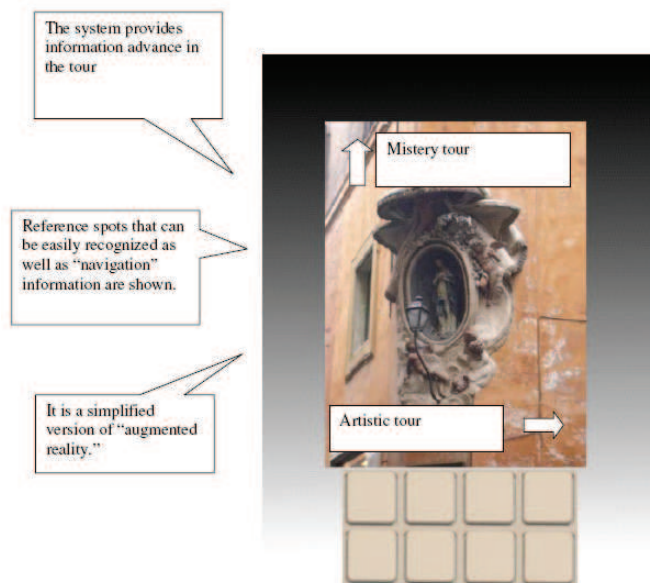 The system provides
information advance in
the tour
Mistery tour
Reference spots that can
be easily recognized as
well as “navigation”
information are shown.
It is a simplified
version of “augmented
reality.”
Artistic tour